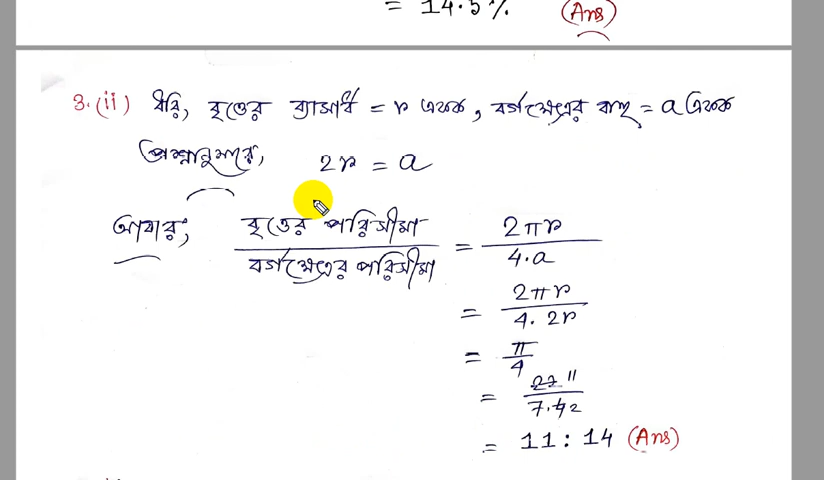 = 14.5% (Ans)
3.(ii) ধরি, বৃত্তের ব্যাসার্ধ = r একক, বর্গক্ষেত্রের বাহু = a একক
প্রশ্নানুসারে, 2r = a
আবার, বৃত্তের পরিসীমা / বর্গক্ষেত্রের পরিসীমা = 2πr / 4.a
= 2πr / 4. 2r
= π / 4
= 22 11 / 7.4 2
= 11 : 14 (Ans)